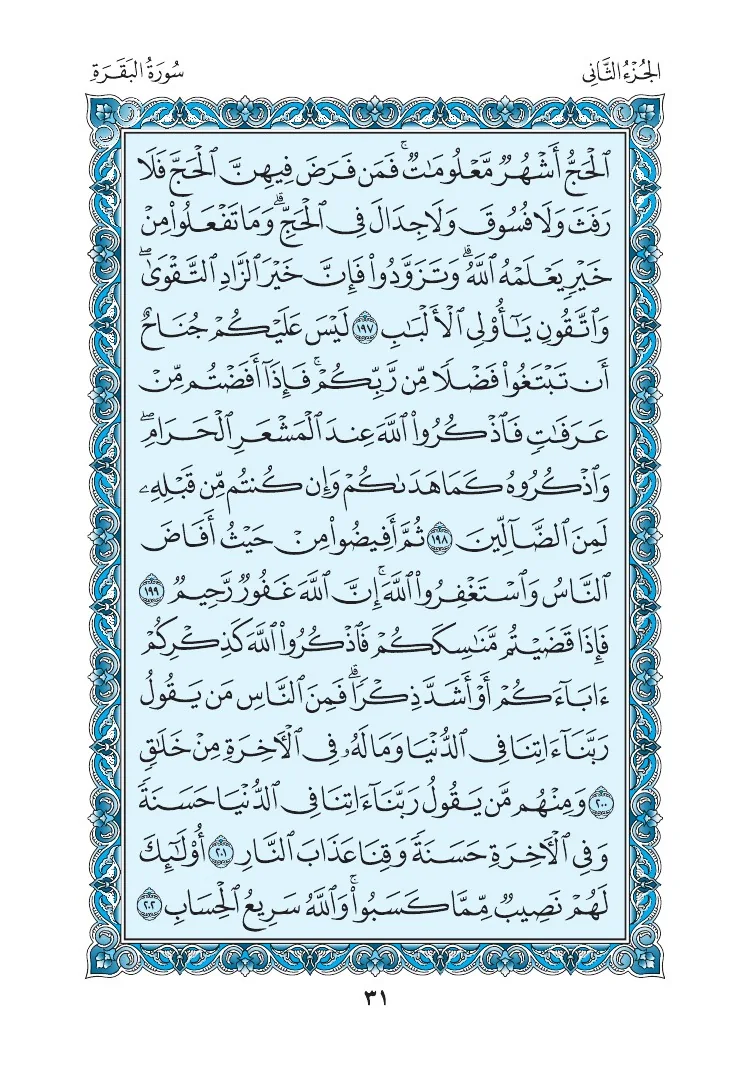 الجُزْءُ الثَّانِي سُورَةُ البَقَرَةِ
ٱلۡحَجُّ أَشۡهُرٞ مَّعۡلُومَٰتٞۚ فَمَن فَرَضَ فِيهِنَّ ٱلۡحَجَّ فَلَا
رَفَثَ وَلَا فُسُوقَ وَلَا جِدَالَ فِي ٱلۡحَجِّۗ وَمَا تَفۡعَلُواْ مِنۡ
خَيۡرٖ يَعۡلَمۡهُ ٱللَّهُۗ وَتَزَوَّدُواْ فَإِنَّ خَيۡرَ ٱلزَّادِ ٱلتَّقۡوَىٰۖ
وَٱتَّقُونِ يَٰٓأُوْلِي ٱلۡأَلۡبَٰبِ ١٩٧ لَيۡسَ عَلَيۡكُمۡ جُنَاحٌ
أَن تَبۡتَغُواْ فَضۡلٗا مِّن رَّبِّكُمۡۚ فَإِذَآ أَفَضۡتُم مِّنۡ
عَرَفَٰتٖ فَٱذۡكُرُواْ ٱللَّهَ عِندَ ٱلۡمَشۡعَرِ ٱلۡحَرَامِۖ
وَٱذۡكُرُوهُ كَمَا هَدَىٰكُمۡ وَإِن كُنتُم مِّن قَبۡلِهِۦ
لَمِنَ ٱلضَّآلِّينَ ١٩٨ ثُمَّ أَفِيضُواْ مِنۡ حَيۡثُ أَفَاضَ
ٱلنَّاسُ وَٱسۡتَغۡفِرُواْ ٱللَّهَۚ إِنَّ ٱللَّهَ غَفُورٞ رَّحِيمٞ ١٩٩
فَإِذَا قَضَيۡتُم مَّنَٰسِكَكُمۡ فَٱذۡكُرُواْ ٱللَّهَ كَذِكۡرِكُمۡ
ءَابَآءَكُمۡ أَوۡ أَشَدَّ ذِكۡرٗاۗ فَمِنَ ٱلنَّاسِ مَن يَقُولُ
رَبَّنَآ ءَاتِنَا فِي ٱلدُّنۡيَا وَمَا لَهُۥ فِي ٱلۡأٓخِرَةِ مِنۡ خَلَٰقٖ
٢٠٠ وَمِنۡهُم مَّن يَقُولُ رَبَّنَآ ءَاتِنَا فِي ٱلدُّنۡيَا حَسَنَةٗ
وَفِي ٱلۡأٓخِرَةِ حَسَنَةٗ وَقِنَا عَذَابَ ٱلنَّارِ ٢٠١ أُوْلَٰٓئِكَ
لَهُمۡ نَصِيبٞ مِّمَّا كَسَبُواْۚ وَٱللَّهُ سَرِيعُ ٱلۡحِسَابِ ٢٠٢
٣١